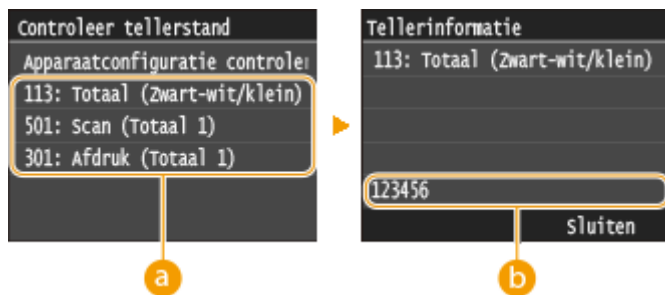 Controleer tellerstand
Apparaatconfiguratie controle
113: Totaal (Zwart-wit/klein)
501: Scan (Totaal 1)
301: Afdruk (Totaal 1)
a
Tellerinformatie
113: Totaal (Zwart-wit/klein)
123456
Sluiten
b